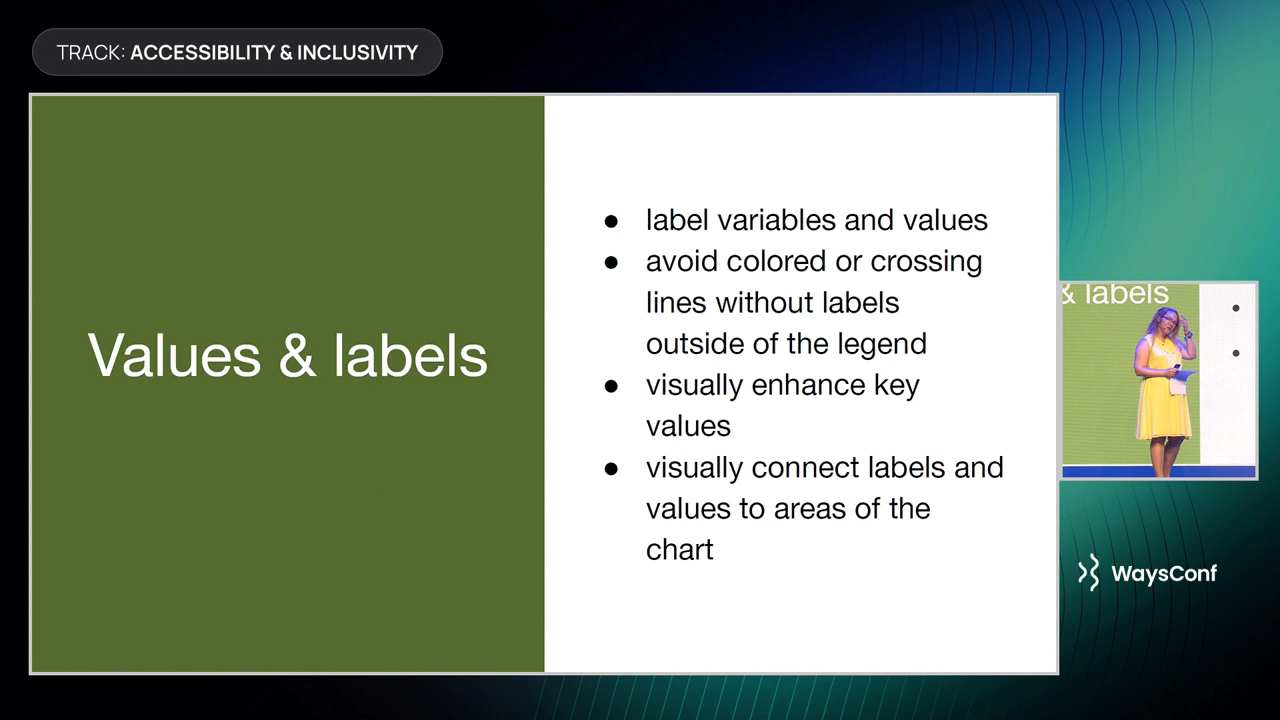 TRACK: ACCESSIBILITY & INCLUSIVITY
Values & labels
● label variables and values
● avoid colored or crossing
lines without labels
outside of the legend
● visually enhance key
values
● visually connect labels and
values to areas of the
chart
& labels
WaysConf